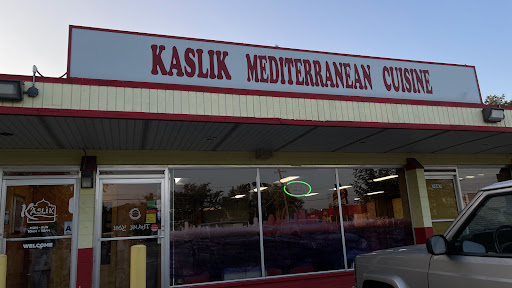 KASLIK MEDITERRANEAN CUISINE
KASLIK
WELCOME